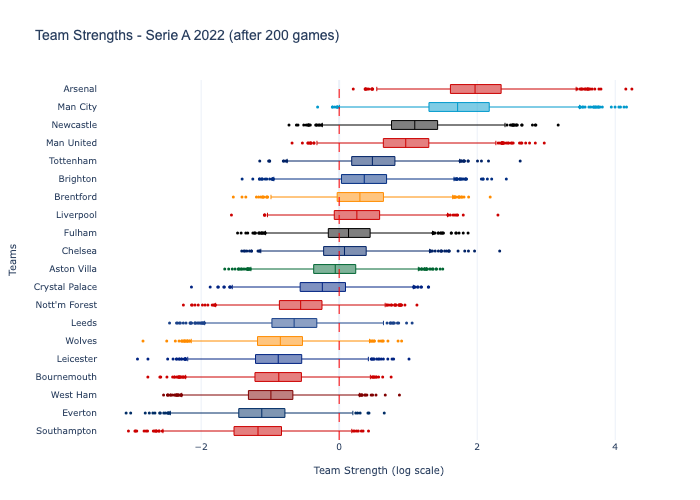 Team Strengths - Serie A 2022 (after 200 games)
Arsenal
Man City
Newcastle
Man United
Tottenham
Brighton
Brentford
Liverpool
Fulham
Chelsea
Aston Villa
Crystal Palace
Nott'm Forest
Leeds
Wolves
Leicester
Bournemouth
West Ham
Everton
Southampton
Teams
−2 0 2 4
Team Strength (log scale)